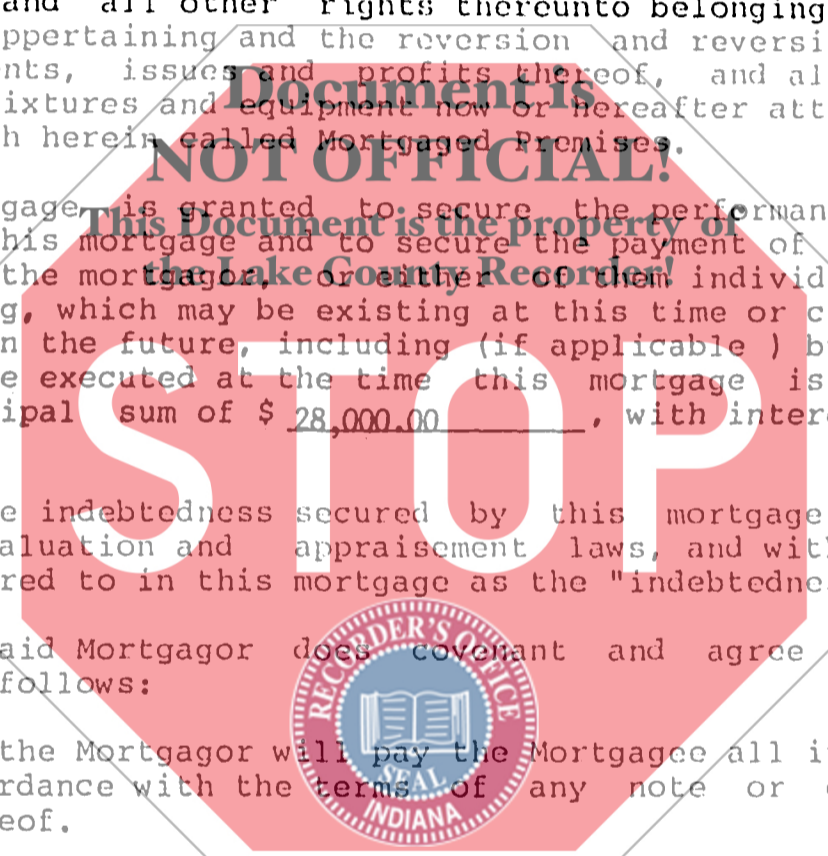 and all other rights thereunto belonging
ppertaining and the reversion and reversi
nts, issues and profits thereof, and al
ixtures and equipment now or hereafter att
h herein called Mortgaged Premises.
Document is
NOT OFFICIAL!
This Document is the property of
the Lake County Recorder!
gage is granted to secure the performan
his mortgage and to secure the payment of
the mortgagor, or either of them individ
g, which may be existing at this time or c
n the future, including (if applicable ) b
e executed at the time this mortgage is
ipal sum of $ 28,000.00 , with inter
STOP
e indebtedness secured by this mortgage
aluation and appraisement laws, and wit
red to in this mortgage as the "indebtedne
aid Mortgagor does covenant and agree
follows:
the Mortgagor will pay the Mortgagee all i
rdance with the terms of any note or
eof.
RECORDER'S OFFICE
SEAL
INDIANA